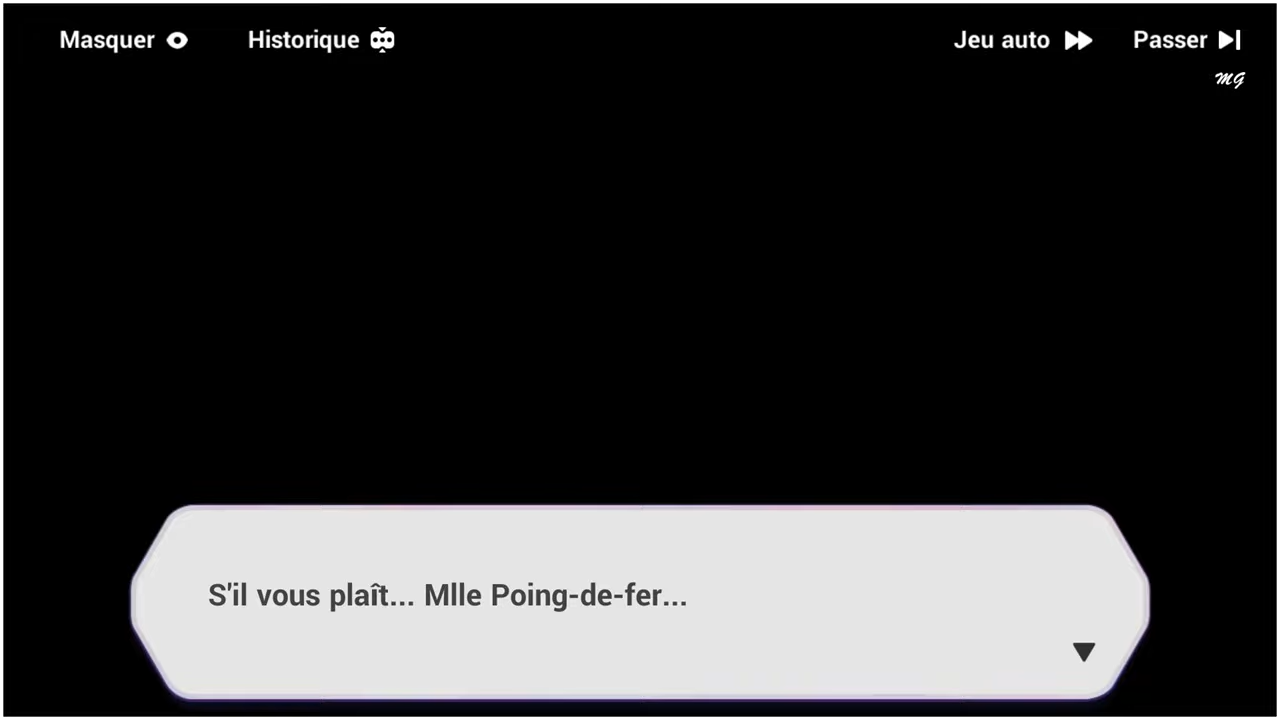 Masquer Historique Jeu auto Passer
MG
S'il vous plaît... Mlle Poing-de-fer...